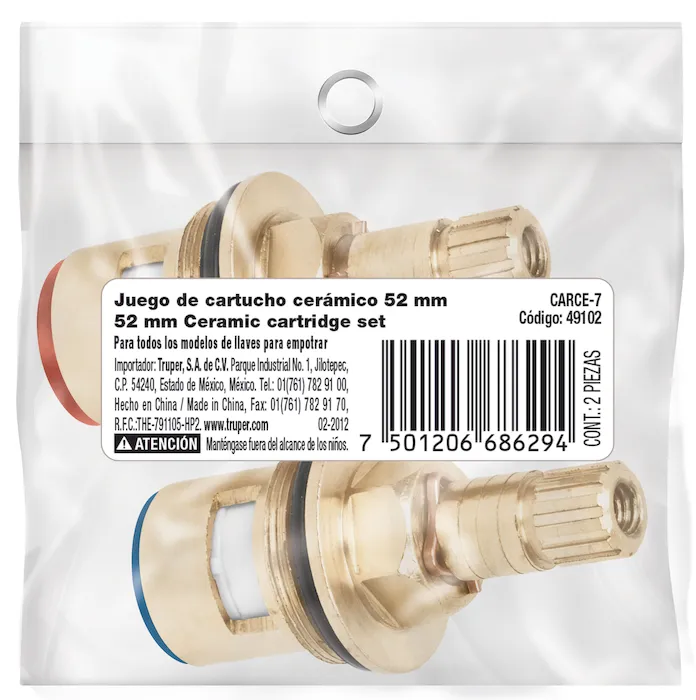 Juego de cartucho cerámico 52 mm
52 mm Ceramic cartridge set
Para todos los modelos de llaves para empotrar
Importador: Truper, S.A. de C.V. Parque Industrial No. 1, Jilotepec,
C.P. 54240, Estado de México, México. Tel.: 01(761) 782 91 00,
Hecho en China / Made in China, Fax: 01(761) 782 91 70,
R.F.C.:THE-791105-HP2. www.truper.com 02-2012
ATENCIÓN Manténgase fuera del alcance de los niños.
CARCE-7
Código: 49102
7 501206 686294
CONT.: 2 PIEZAS